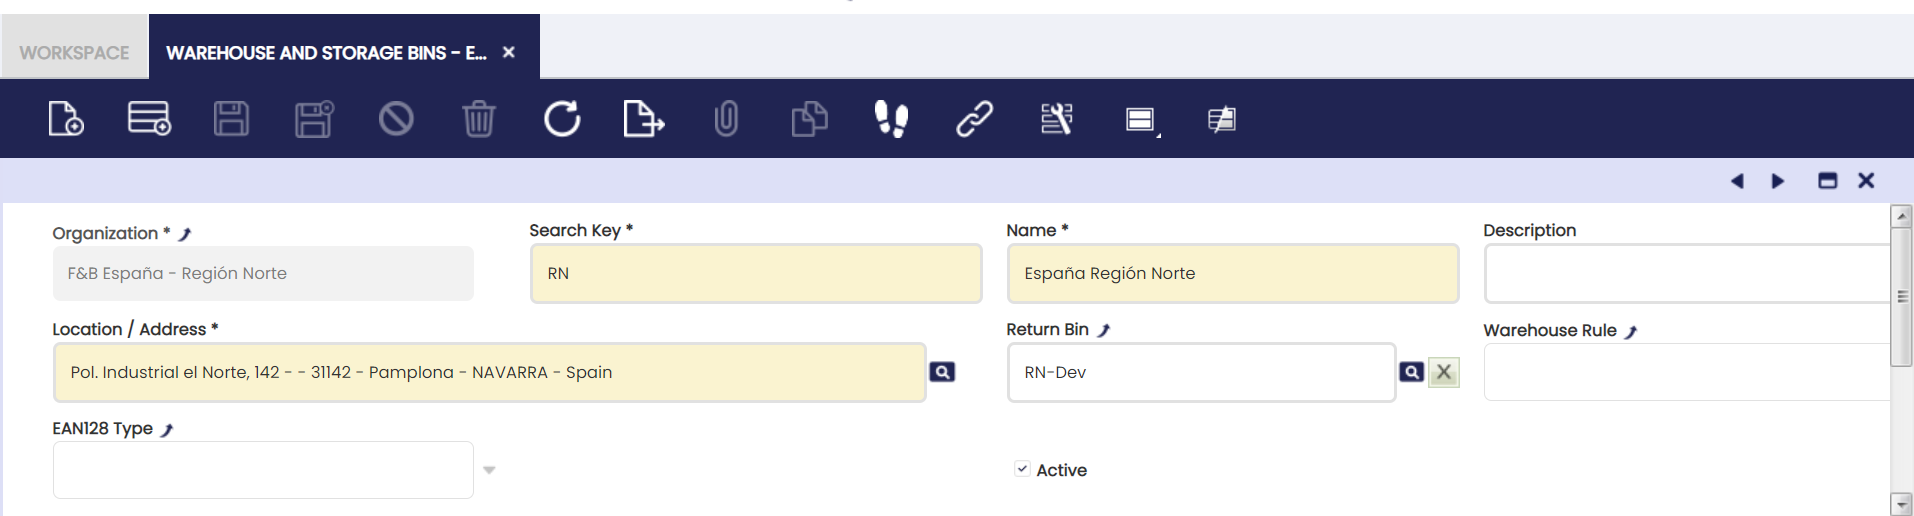 WORKSPACE
WAREHOUSE AND STORAGE BINS - E...
Organization *
Search Key *
Name *
Description
F&B España - Región Norte
RN
España Región Norte
Location / Address *
Return Bin
Warehouse Rule
Pol. Industrial el Norte, 142 - - 31142 - Pamplona - NAVARRA - Spain
RN-Dev
EAN128 Type
Active